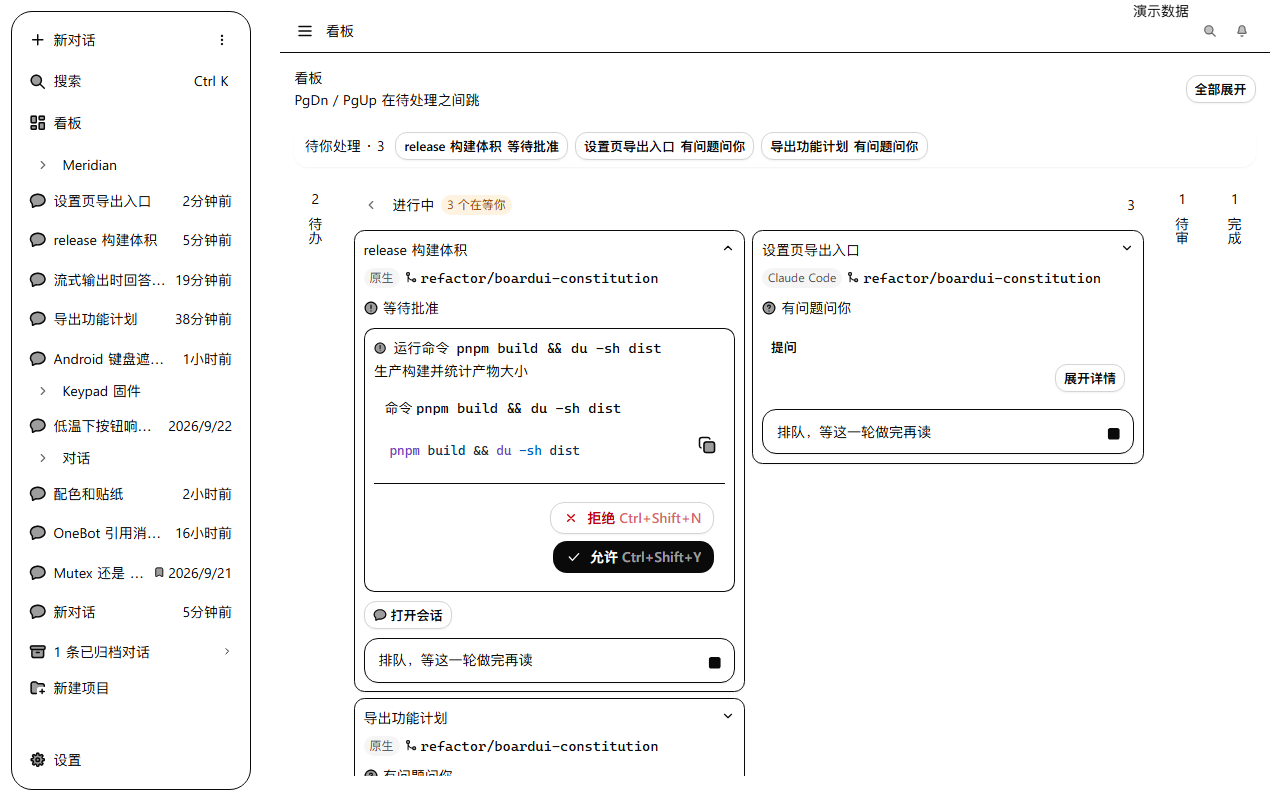 新对话
搜索 Ctrl K
看板
Meridian
设置页导出入口 2分钟前
release 构建体积 5分钟前
流式输出时回答… 19分钟前
导出功能计划 38分钟前
Android 键盘遮… 1小时前
Keypad 固件
低温下按钮响… 2026/9/22
对话
配色和贴纸 2小时前
OneBot 引用消… 16小时前
Mutex 还是 … 2026/9/21
新对话 5分钟前
1 条已归档对话
新建项目
设置
演示数据
看板
看板
PgDn / PgUp 在待处理之间跳
全部展开
待你处理 · 3 release 构建体积 等待批准 设置页导出入口 有问题问你 导出功能计划 有问题问你
2 待办
进行中 3 个在等你 3
release 构建体积
原生 refactor/boardui-constitution
等待批准
运行命令 pnpm build && du -sh dist
生产构建并统计产物大小
命令 pnpm build && du -sh dist
pnpm build && du -sh dist
拒绝 Ctrl+Shift+N
允许 Ctrl+Shift+Y
打开会话
排队，等这一轮做完再读
导出功能计划
原生 refactor/boardui-constitution
有问题问你
设置页导出入口
Claude Code refactor/boardui-constitution
有问题问你
提问
展开详情
排队，等这一轮做完再读
1 待审
1 完成